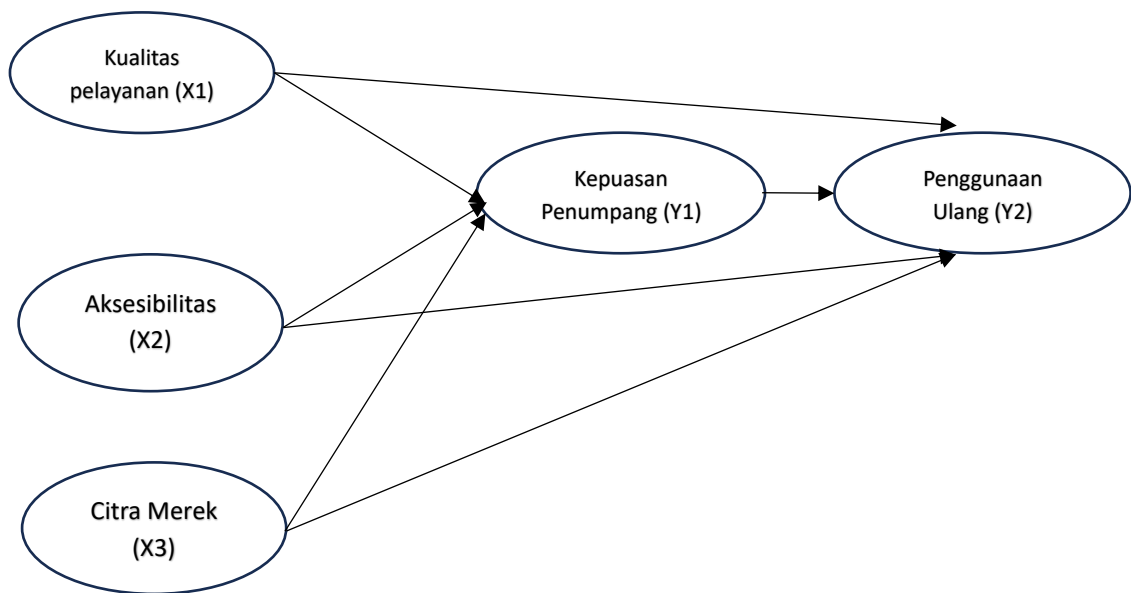 Kualitas
pelayanan (X1)
Kepuasan
Penumpang (Y1)
Penggunaan
Ulang (Y2)
Aksesibilitas
(X2)
Citra Merek
(X3)